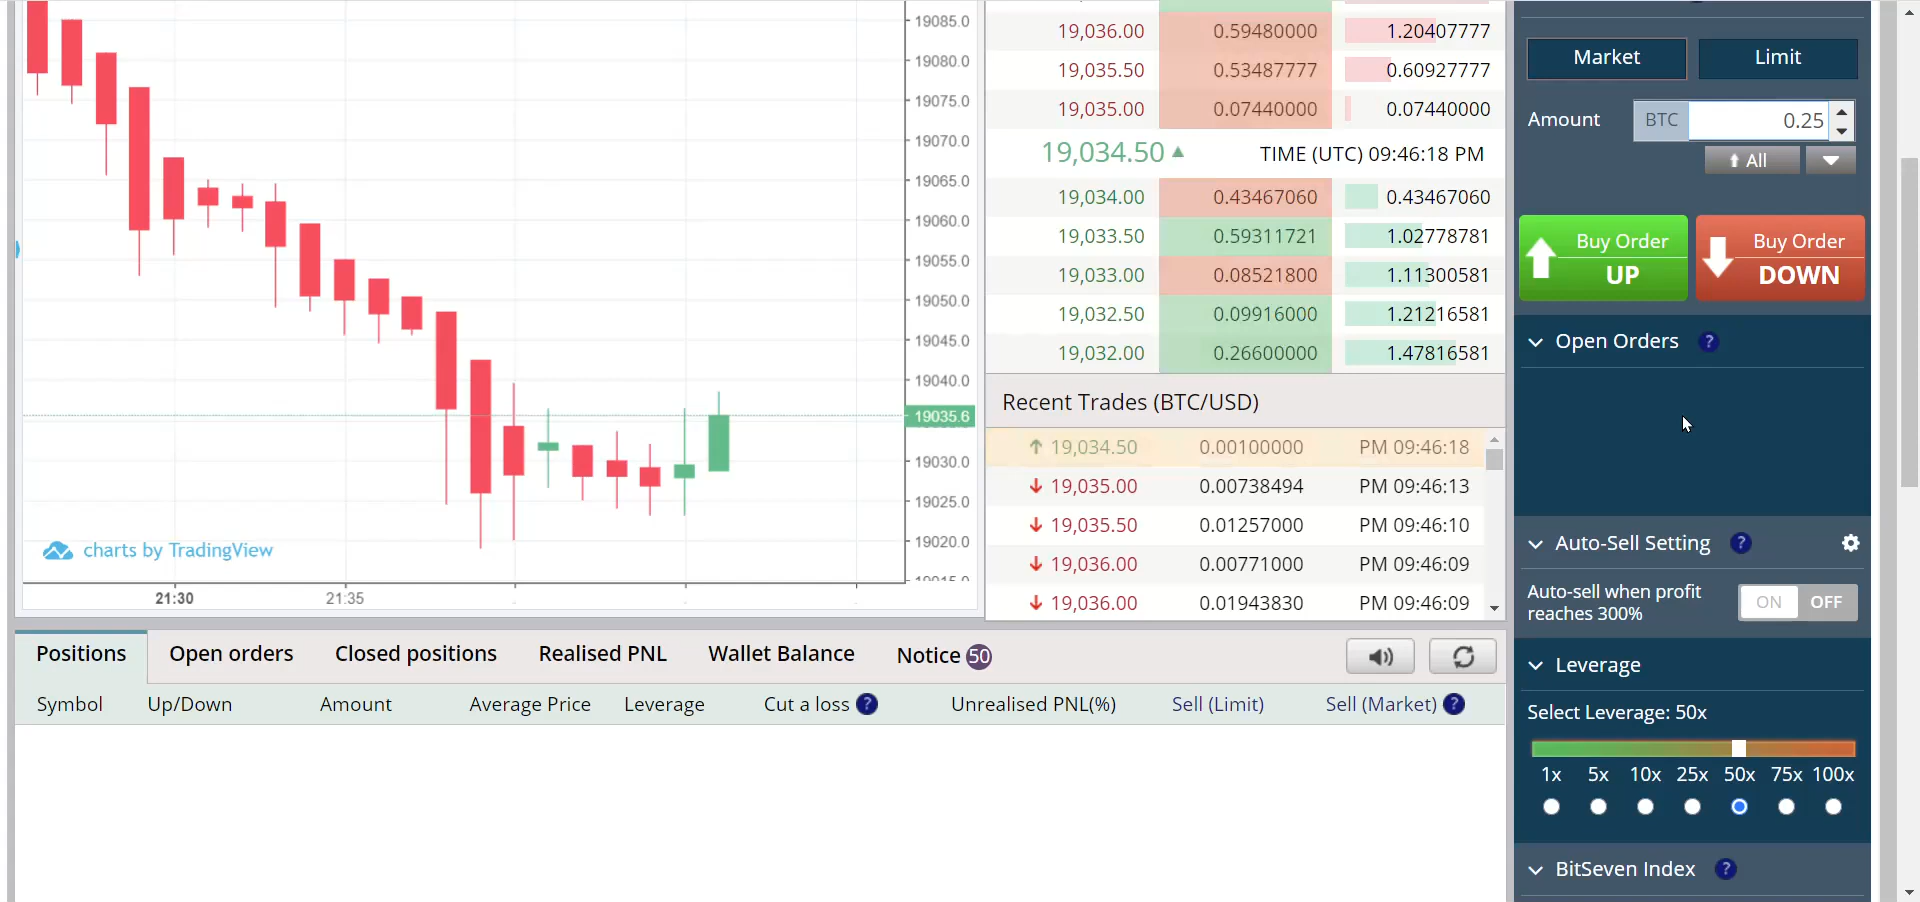 19085.0
19080.0
19075.0
19070.0
19065.0
19060.0
19055.0
19050.0
19045.0
19040.0
19035.6
19030.0
19025.0
19020.0
charts by TradingView
21:30
21:35
19,036.00 0.59480000 1.20407777
19,035.50 0.53487777 0.60927777
19,035.00 0.07440000 0.07440000
19,034.50 TIME (UTC) 09:46:18 PM
19,034.00 0.43467060 0.43467060
19,033.50 0.59311721 1.02778781
19,033.00 0.08521800 1.11300581
19,032.50 0.09916000 1.21216581
19,032.00 0.26600000 1.47816581
Recent Trades (BTC/USD)
19,034.50 0.00100000 PM 09:46:18
19,035.00 0.00738494 PM 09:46:13
19,035.50 0.01257000 PM 09:46:10
19,036.00 0.00771000 PM 09:46:09
19,036.00 0.01943830 PM 09:46:09
Market Limit
Amount BTC 0.25
All
Buy Order UP
Buy Order DOWN
Open Orders ?
Auto-Sell Setting ?
Auto-sell when profit
reaches 300%
ON OFF
Leverage
Select Leverage: 50x
1x 5x 10x 25x 50x 75x 100x
BitSeven Index ?
Positions Open orders Closed positions Realised PNL Wallet Balance Notice 50
Symbol Up/Down Amount Average Price Leverage Cut a loss ? Unrealised PNL(%) Sell (Limit) Sell (Market) ?